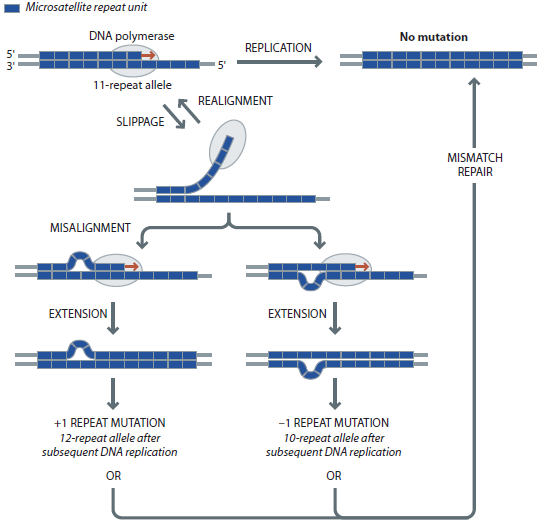 Microsatellite repeat unit
DNA polymerase
5'
3'
5'
11-repeat allele
REPLICATION
No mutation
REALIGNMENT
SLIPPAGE
MISMATCH
REPAIR
MISALIGNMENT
EXTENSION
EXTENSION
+1 REPEAT MUTATION
12-repeat allele after
subsequent DNA replication
OR
−1 REPEAT MUTATION
10-repeat allele after
subsequent DNA replication
OR